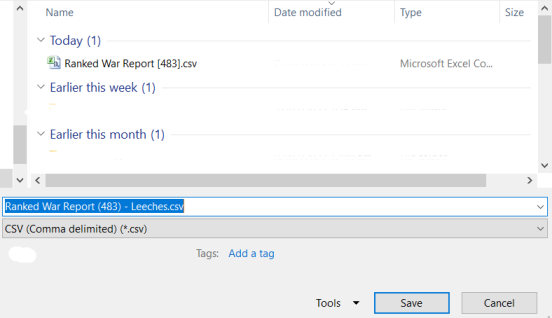 Name Date modified Type Size
Today (1)
Ranked War Report [483].csv Microsoft Excel Co...
Earlier this week (1)
Earlier this month (1)
Ranked War Report (483) - Leeches.csv
CSV (Comma delimited) (*.csv)
Tags: Add a tag
Tools Save Cancel